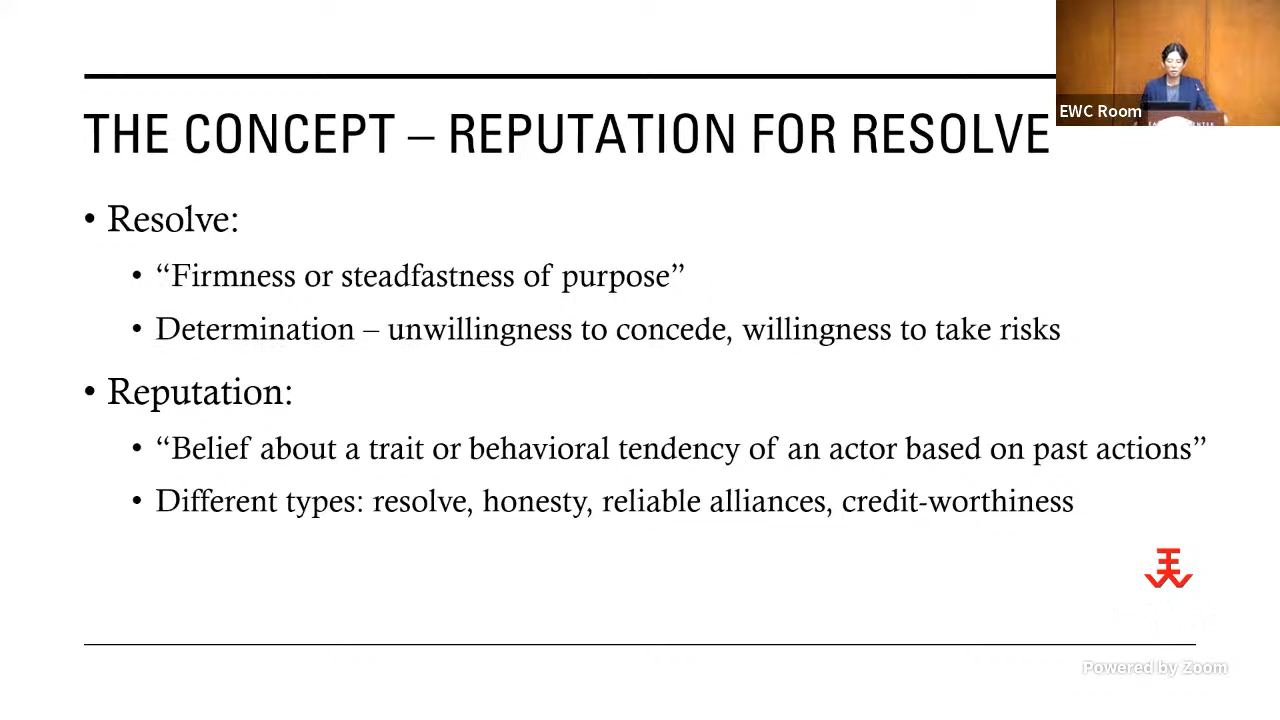 EWC Room
THE CONCEPT – REPUTATION FOR RESOLVE
• Resolve:
• “Firmness or steadfastness of purpose”
• Determination – unwillingness to concede, willingness to take risks
• Reputation:
• “Belief about a trait or behavioral tendency of an actor based on past actions”
• Different types: resolve, honesty, reliable alliances, credit-worthiness
Powered by Zoom